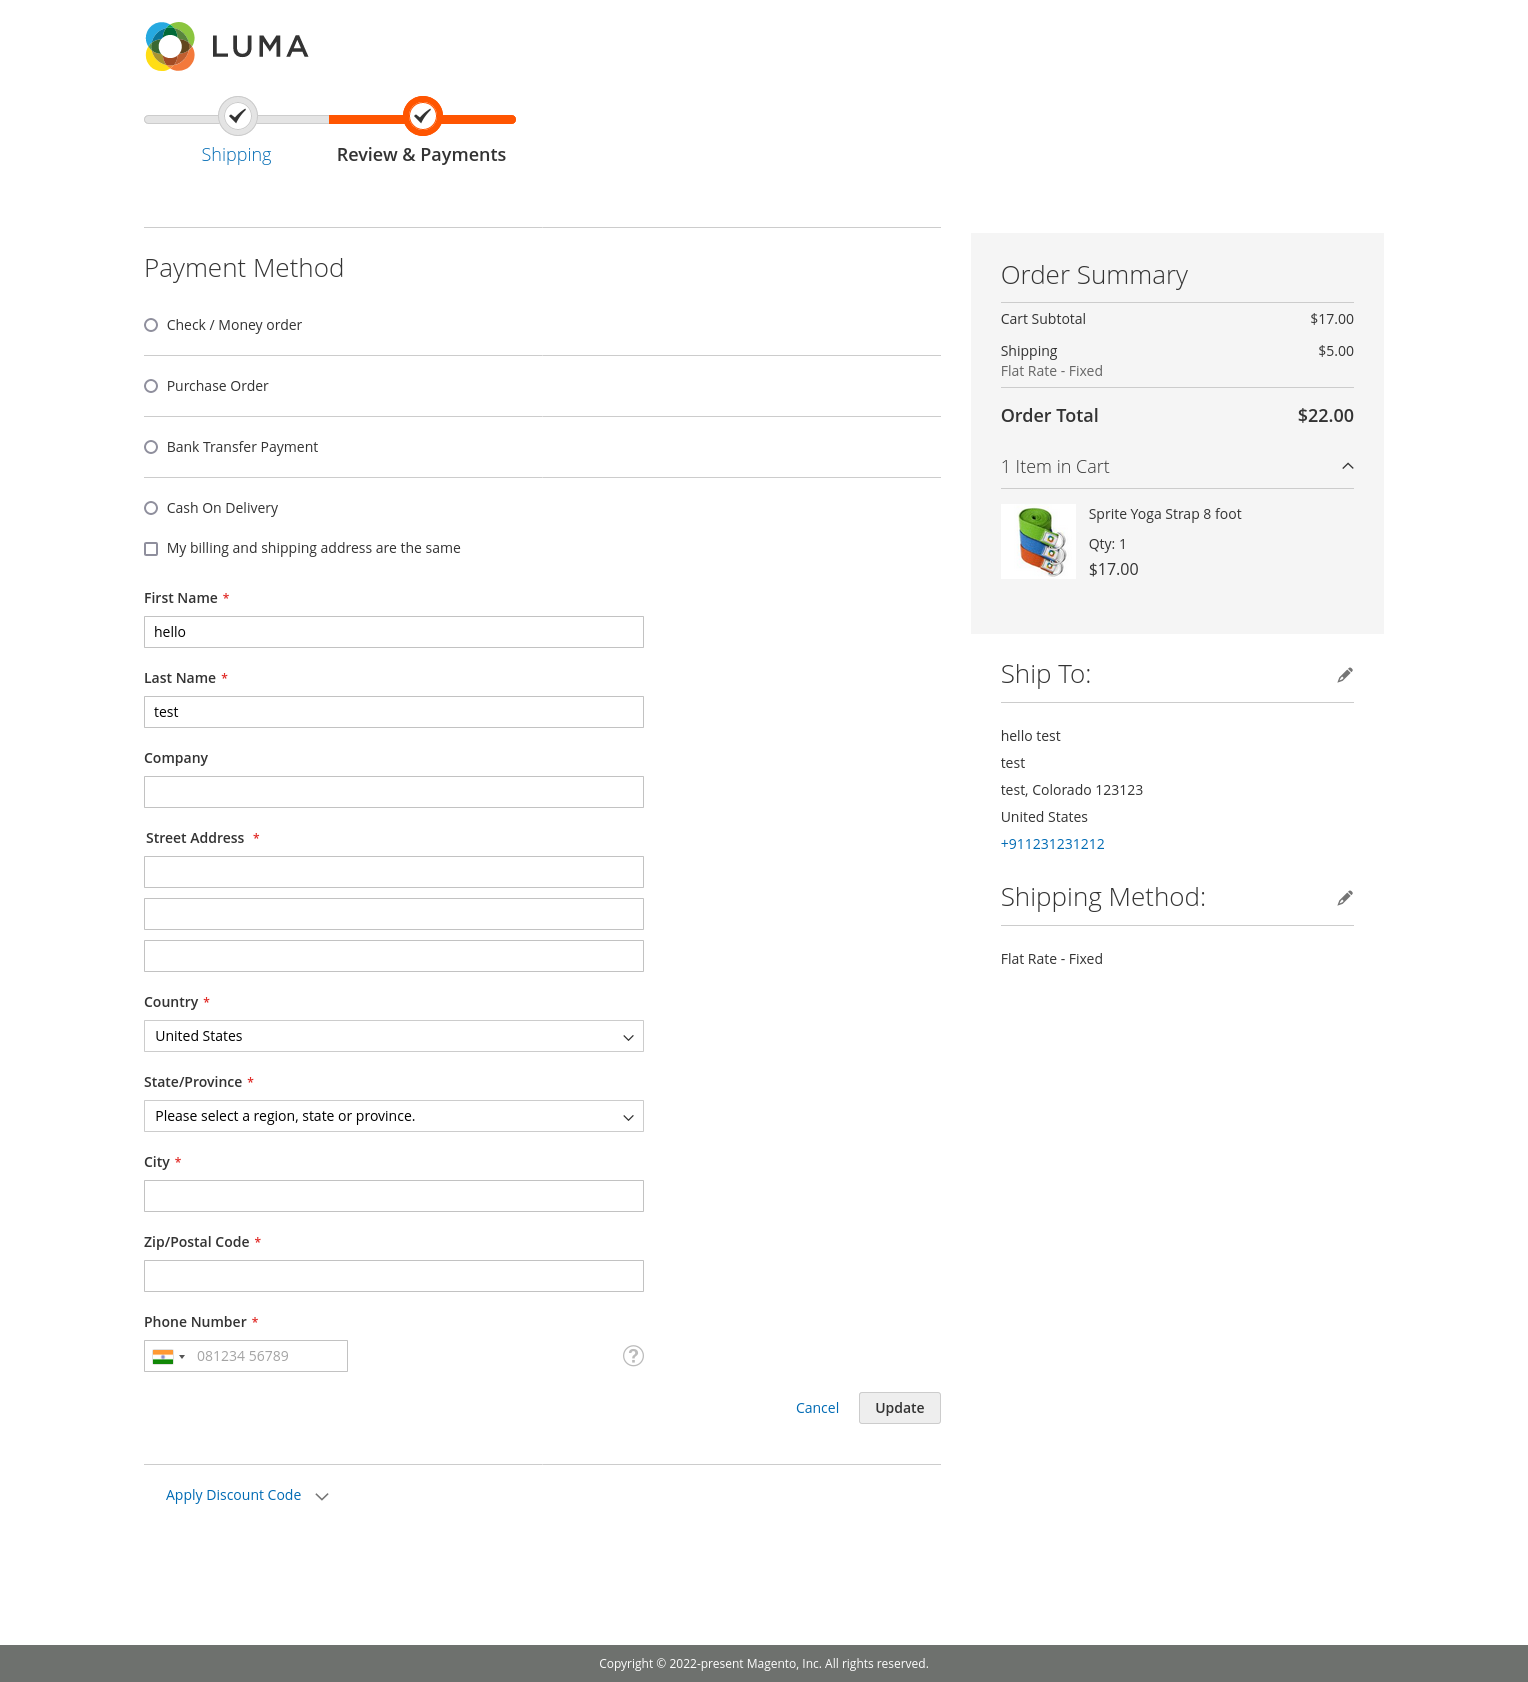 LUMA
Shipping
Review & Payments
Payment Method
Check / Money order
Purchase Order
Bank Transfer Payment
Cash On Delivery
My billing and shipping address are the same
First Name *
hello
Last Name *
test
Company
Street Address *
Country *
United States
State/Province *
Please select a region, state or province.
City *
Zip/Postal Code *
Phone Number *
081234 56789
?
Cancel
Update
Apply Discount Code
Order Summary
Cart Subtotal $17.00
Shipping $5.00
Flat Rate - Fixed
Order Total $22.00
1 Item in Cart
Sprite Yoga Strap 8 foot
Qty: 1
$17.00
Ship To:
hello test
test
test, Colorado 123123
United States
+911231231212
Shipping Method:
Flat Rate - Fixed
Copyright © 2022-present Magento, Inc. All rights reserved.